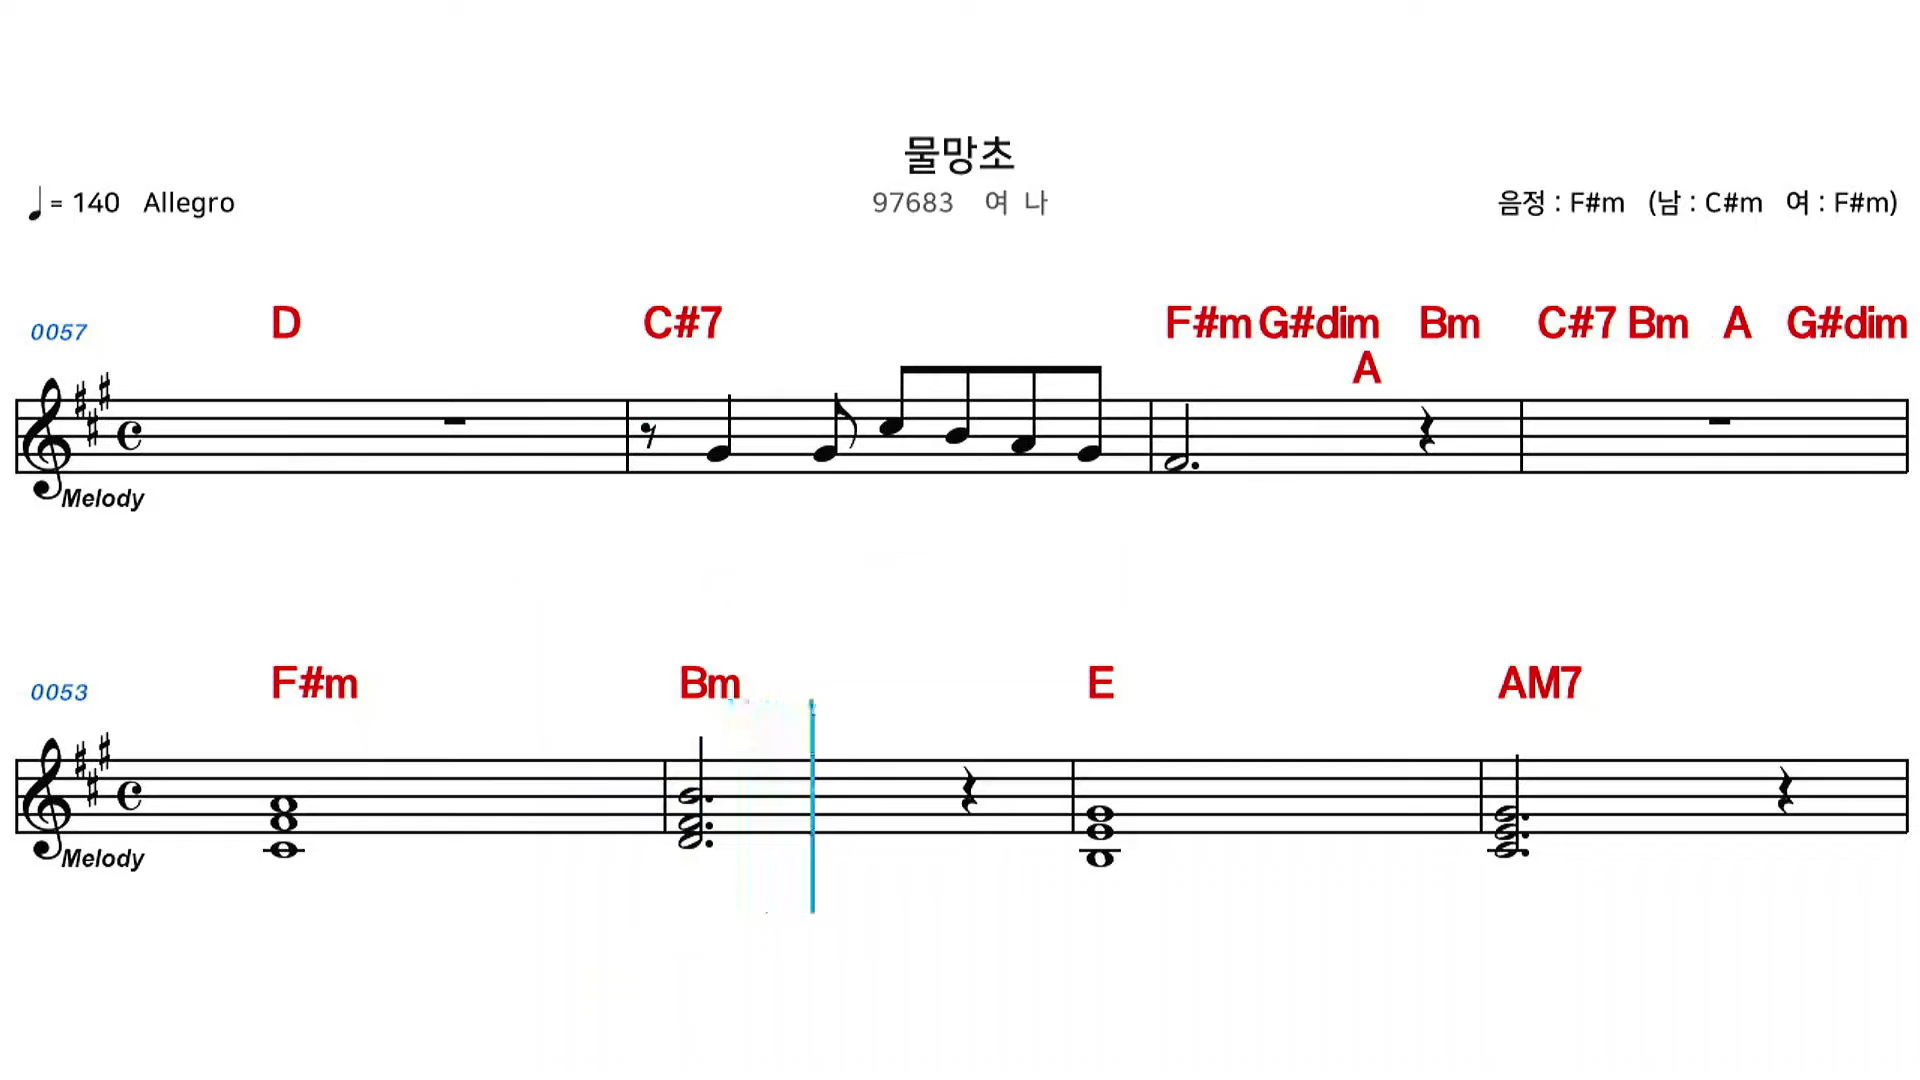 물망초
♩= 140 Allegro
97683 여 나
음정 : F#m (남 : C#m 여 : F#m)
0057 D C#7 F#m G#dim Bm C#7 Bm A G#dim
A
Melody
0053 F#m Bm E AM7
Melody